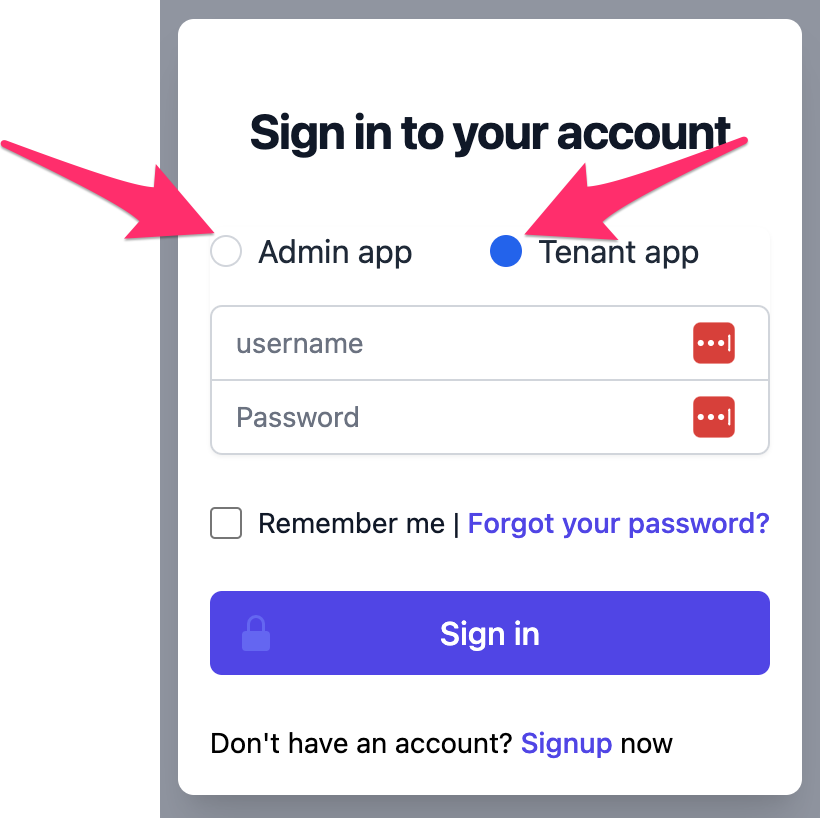 Sign in to your account
Admin app Tenant app
username
Password
Remember me | Forgot your password?
Sign in
Don't have an account? Signup now